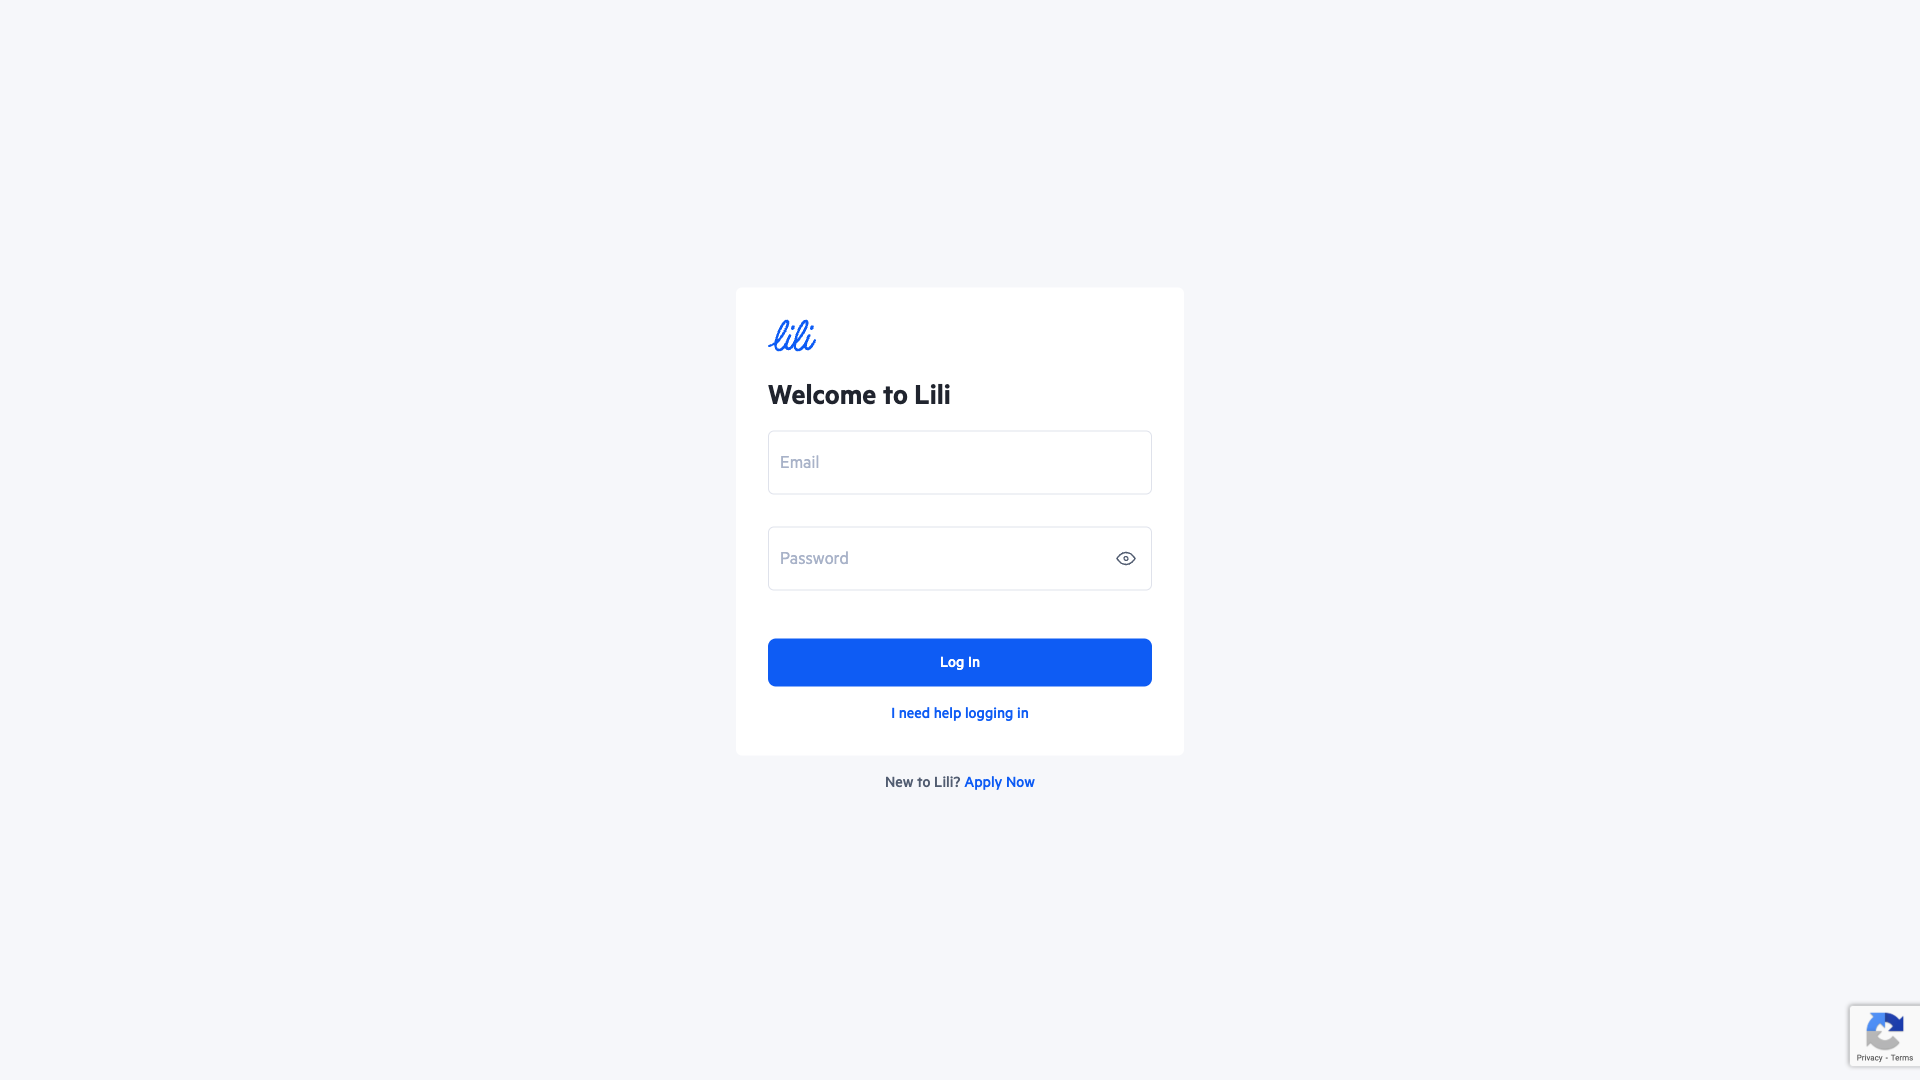 lili
Welcome to Lili
Email
Password
Log In
I need help logging in
New to Lili? Apply Now
Privacy - Terms